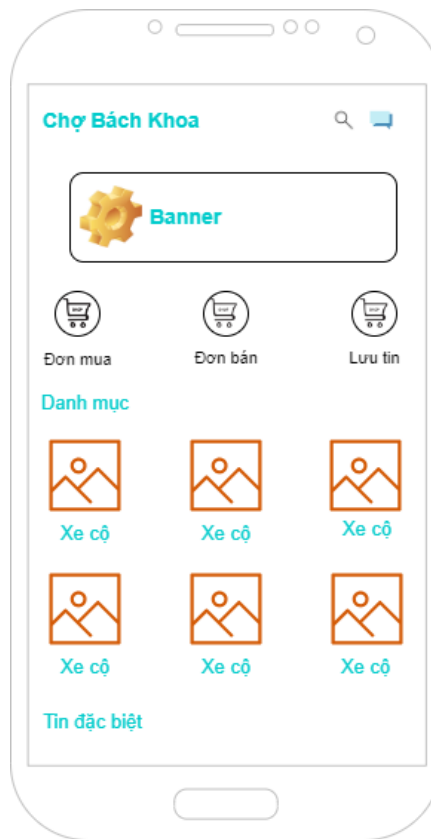 Chợ Bách Khoa
Banner
Đơn mua
Đơn bán
Lưu tin
Danh mục
Xe cộ
Xe cộ
Xe cộ
Xe cộ
Xe cộ
Xe cộ
Tin đặc biệt